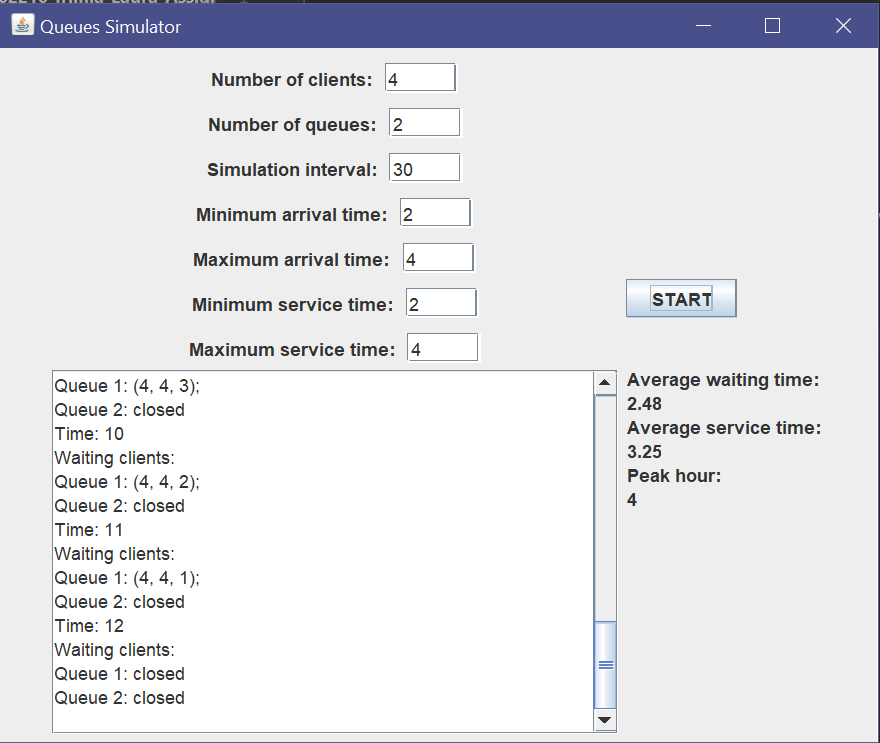 Queues Simulator
Number of clients: 4
Number of queues: 2
Simulation interval: 30
Minimum arrival time: 2
Maximum arrival time: 4
Minimum service time: 2
Maximum service time: 4
START
Queue 1: (4, 4, 3);
Queue 2: closed
Time: 10
Waiting clients:
Queue 1: (4, 4, 2);
Queue 2: closed
Time: 11
Waiting clients:
Queue 1: (4, 4, 1);
Queue 2: closed
Time: 12
Waiting clients:
Queue 1: closed
Queue 2: closed
Average waiting time:
2.48
Average service time:
3.25
Peak hour:
4